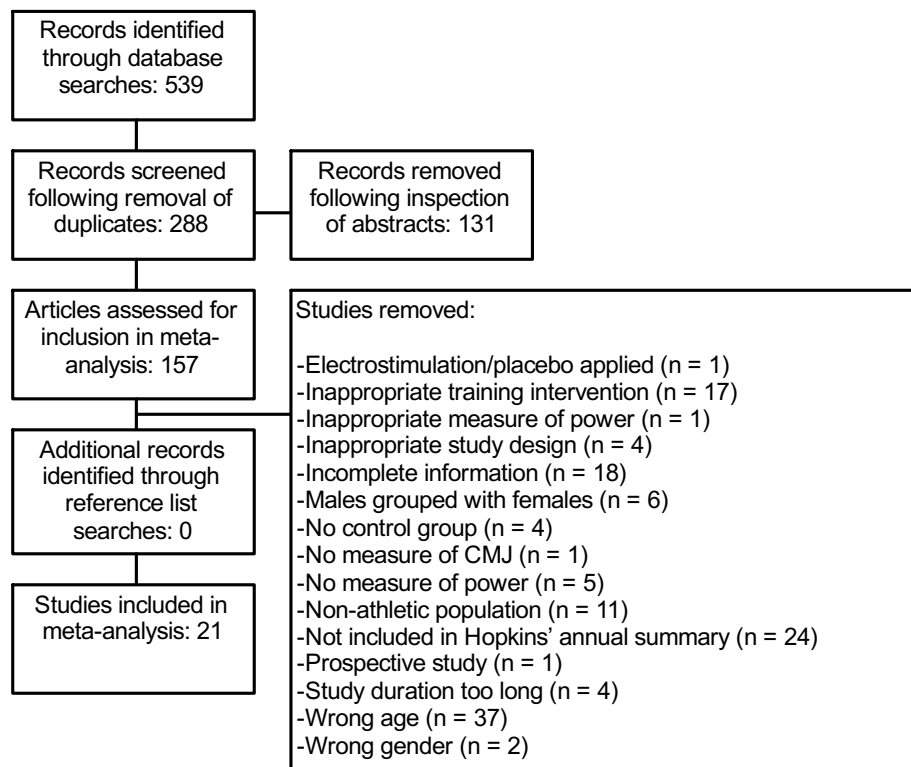 Records identified
through database
searches: 539
Records screened
following removal of
duplicates: 288
Records removed
following inspection
of abstracts: 131
Articles assessed for
inclusion in meta-
analysis: 157
Studies removed:
-Electrostimulation/placebo applied (n = 1)
-Inappropriate training intervention (n = 17)
-Inappropriate measure of power (n = 1)
-Inappropriate study design (n = 4)
-Incomplete information (n = 18)
-Males grouped with females (n = 6)
-No control group (n = 4)
-No measure of CMJ (n = 1)
-No measure of power (n = 5)
-Non-athletic population (n = 11)
-Not included in Hopkins’ annual summary (n = 24)
-Prospective study (n = 1)
-Study duration too long (n = 4)
-Wrong age (n = 37)
-Wrong gender (n = 2)
Additional records
identified through
reference list
searches: 0
Studies included in
meta-analysis: 21